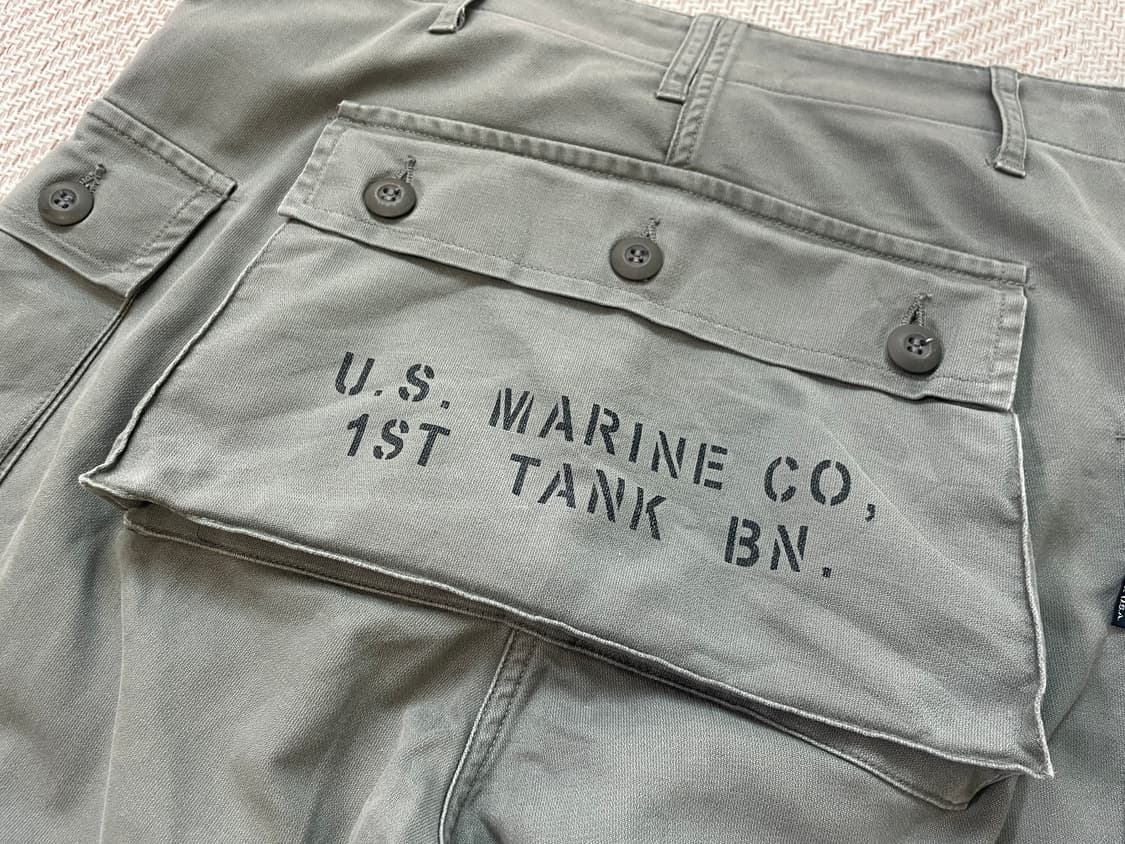 U.S. MARINE CO,
1ST TANK BN.